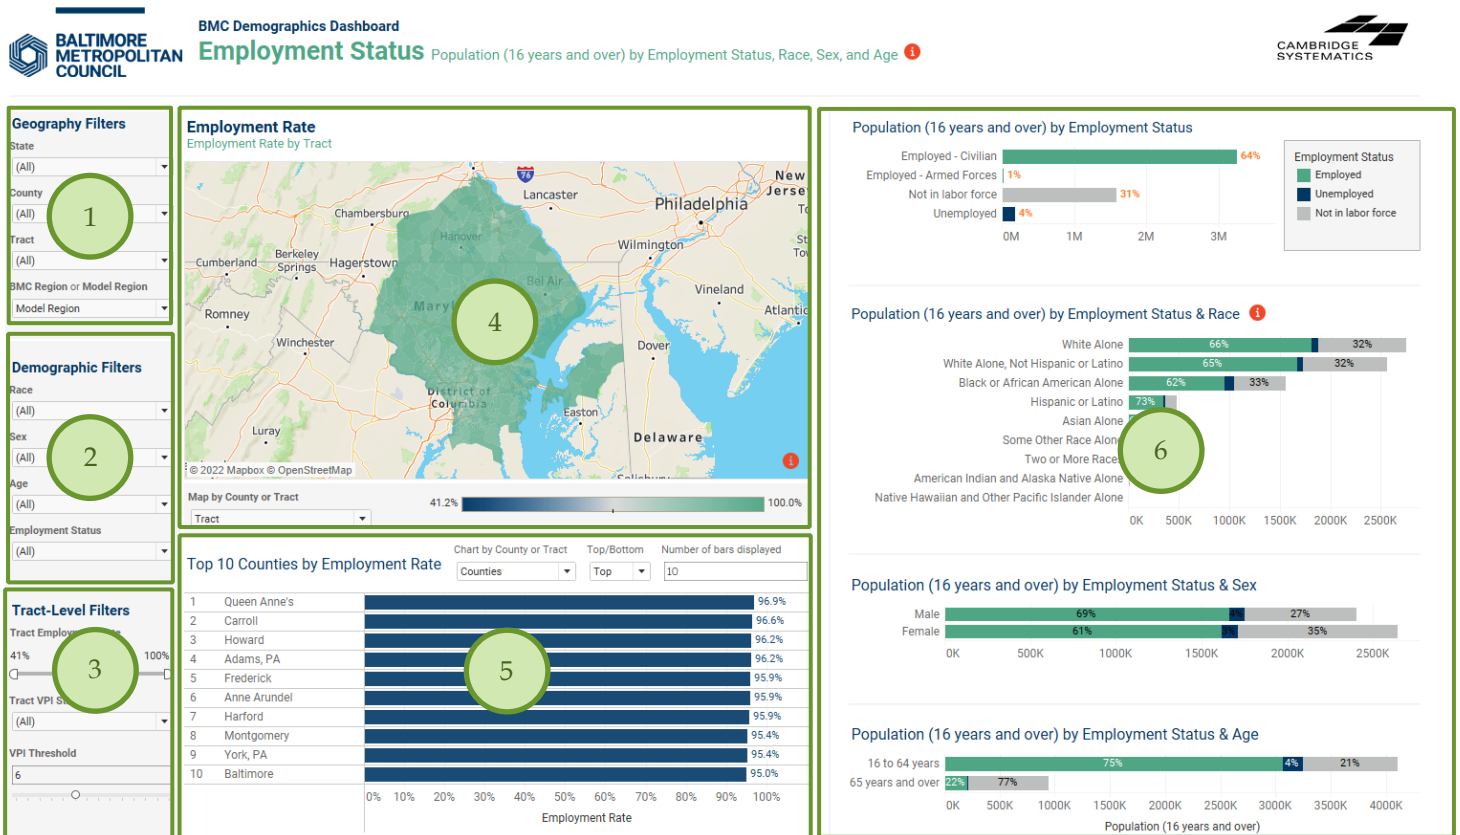 BALTIMORE
METROPOLITAN
COUNCIL
BMC Demographics Dashboard
Employment Status Population (16 years and over) by Employment Status, Race, Sex, and Age i
CAMBRIDGE
SYSTEMATICS
Geography Filters
State
(All)
County
(All)
1
Tract
(All)
BMC Region or Model Region
Model Region
Demographic Filters
Race
(All)
Sex
(All)
2
Age
(All)
Employment Status
(All)
Tract-Level Filters
Tract
41% 100%
3
Tract VPI
(All)
VPI Threshold
6
Employment Rate
Employment Rate by Tract
76
New
Lancaster
Jerse
Philadelphia
Chambersburg
Hanover
Wilmington
Berkeley
Springs
Cumberland
Hagerstown
Bel Air
Vineland
Romney
Mary
4
Atlantic
Winchester
Dover
District of
Columbia
Easton
Luray
Delaware
© 2022 Mapbox © OpenStreetMap
i
Salisbury
Map by County or Tract
Tract
41.2% 100.0%
Top 10 Counties by Employment Rate
Chart by County or Tract Top/Bottom Number of bars displayed
Counties Top 10
1 Queen Anne's 96.9%
2 Carroll 96.6%
3 Howard 96.2%
4 Adams, PA 96.2%
5 Frederick 95.9%
6 Anne Arundel 95.9%
7 Harford 95.9%
8 Montgomery 95.4%
9 York, PA 95.4%
10 Baltimore 95.0%
5
0% 10% 20% 30% 40% 50% 60% 70% 80% 90% 100%
Employment Rate
Population (16 years and over) by Employment Status
Employed - Civilian 64%
Employed - Armed Forces 1%
Not in labor force 31%
Unemployed 4%
0M 1M 2M 3M
Employment Status
Employed
Unemployed
Not in labor force
Population (16 years and over) by Employment Status & Race i
White Alone 66% 32%
White Alone, Not Hispanic or Latino 65% 32%
Black or African American Alone 62% 33%
Hispanic or Latino 73%
Asian Alone
Some Other Race Alone
Two or More Races
6
American Indian and Alaska Native Alone
Native Hawaiian and Other Pacific Islander Alone
0K 500K 1000K 1500K 2000K 2500K
Population (16 years and over) by Employment Status & Sex
Male 69% 4% 27%
Female 61% 3% 35%
0K 500K 1000K 1500K 2000K 2500K
Population (16 years and over) by Employment Status & Age
16 to 64 years 75% 4% 21%
65 years and over 22% 77%
0K 500K 1000K 1500K 2000K 2500K 3000K 3500K 4000K
Population (16 years and over)